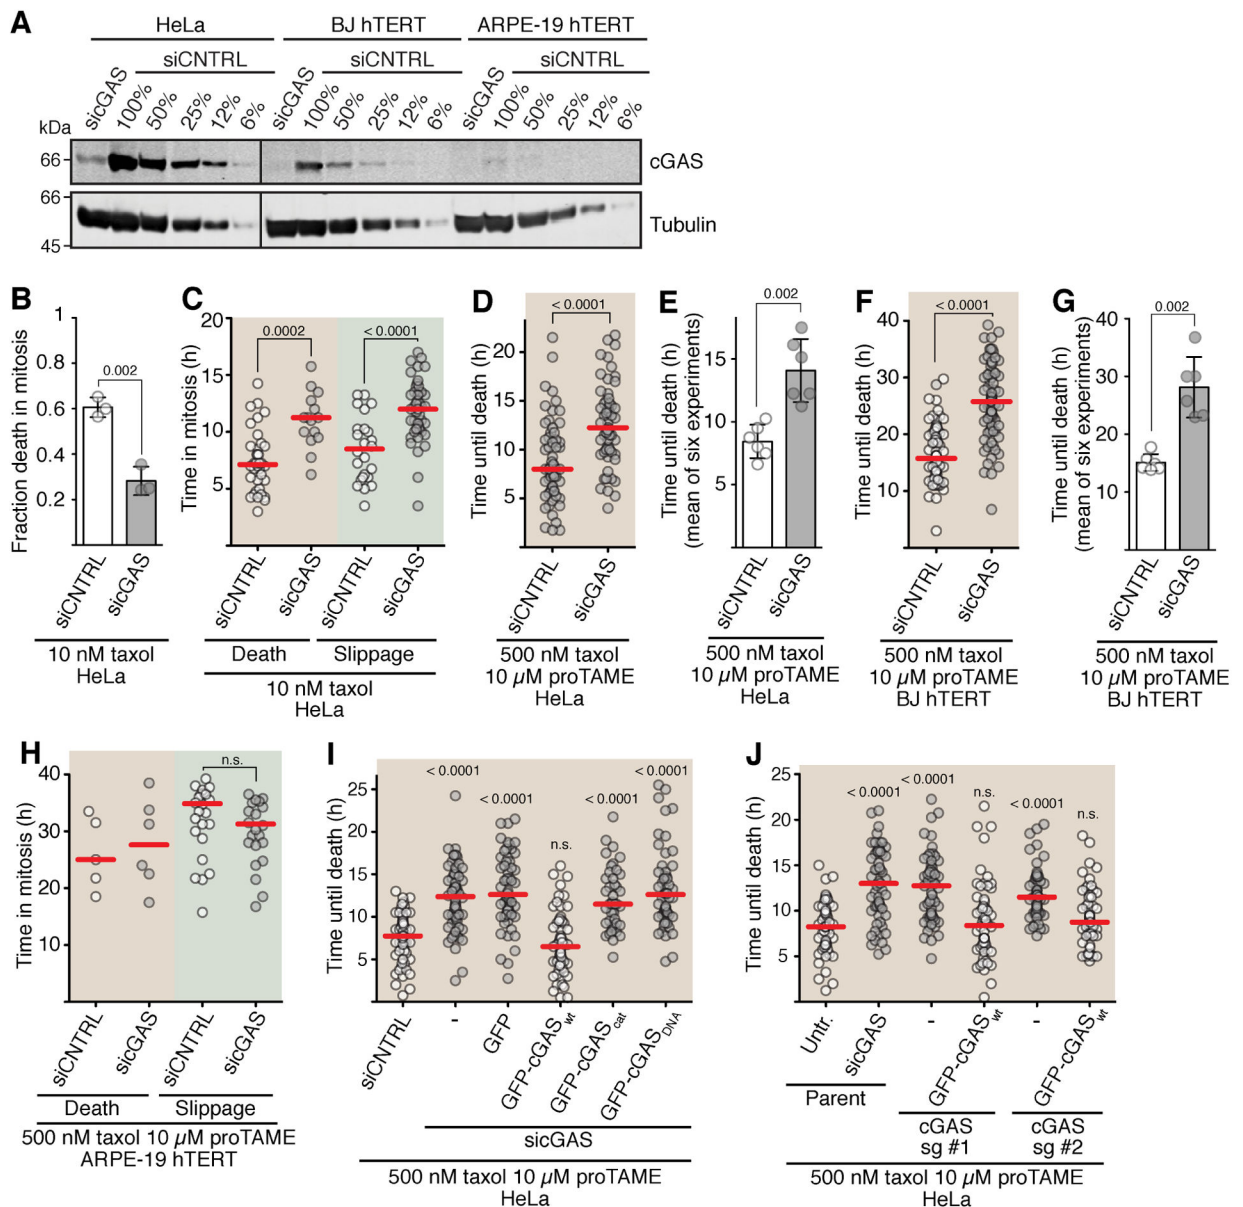 A
HeLa BJ hTERT ARPE-19 hTERT
siCNTRL siCNTRL siCNTRL
sicGAS 100% 50% 25% 12% 6% sicGAS 100% 50% 25% 12% 6% sicGAS 100% 50% 25% 12% 6%
kDa
66 cGAS
66
Tubulin
45
B
Fraction death in mitosis
1
0.8
0.6
0.4
0.2
0.002
siCNTRL sicGAS
10 nM taxol
HeLa
C
Time in mitosis (h)
20
15
10
5
0.0002 < 0.0001
siCNTRL sicGAS siCNTRL sicGAS
Death Slippage
10 nM taxol
HeLa
D
Time until death (h)
20
15
10
5
< 0.0001
siCNTRL sicGAS
500 nM taxol
10 µM proTAME
HeLa
E
Time until death (h)
(mean of six experiments)
15
10
5
0.002
siCNTRL sicGAS
500 nM taxol
10 µM proTAME
HeLa
F
Time until death (h)
40
30
20
10
< 0.0001
siCNTRL sicGAS
500 nM taxol
10 µM proTAME
BJ hTERT
G
Time until death (h)
(mean of six experiments)
40
30
20
10
0.002
siCNTRL sicGAS
500 nM taxol
10 µM proTAME
BJ hTERT
H
Time in mitosis (h)
40
30
20
10
n.s.
siCNTRL sicGAS siCNTRL sicGAS
Death Slippage
500 nM taxol 10 µM proTAME
ARPE-19 hTERT
I
Time until death (h)
25
20
15
10
5
< 0.0001 < 0.0001 n.s. < 0.0001 < 0.0001
siCNTRL - GFP GFP-cGASwt GFP-cGAScat GFP-cGASDNA
sicGAS
500 nM taxol 10 µM proTAME
HeLa
J
Time until death (h)
25
20
15
10
5
< 0.0001 < 0.0001 n.s. < 0.0001 n.s.
Untr. sicGAS - GFP-cGASwt - GFP-cGASwt
Parent cGAS cGAS
sg #1 sg #2
500 nM taxol 10 µM proTAME
HeLa